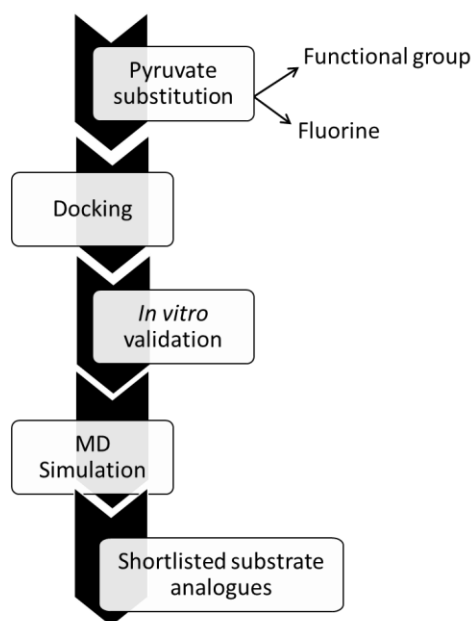 Functional group
Pyruvate
substitution
Fluorine
Docking
In vitro
validation
MD
Simulation
Shortlisted substrate
analogues